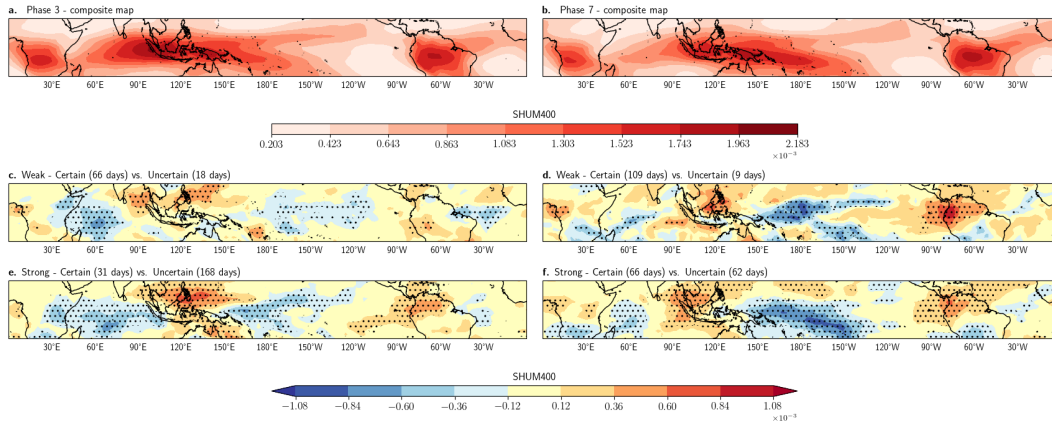 a. Phase 3 - composite map
b. Phase 7 - composite map
30°E 60°E 90°E 120°E 150°E 180° 150°W 120°W 90°W 60°W 30°W
30°E 60°E 90°E 120°E 150°E 180° 150°W 120°W 90°W 60°W 30°W
SHUM400
0.203 0.423 0.643 0.863 1.083 1.303 1.523 1.743 1.963 2.183
×10⁻³
c. Weak - Certain (66 days) vs. Uncertain (18 days)
d. Weak - Certain (109 days) vs. Uncertain (9 days)
30°E 60°E 90°E 120°E 150°E 180° 150°W 120°W 90°W 60°W 30°W
30°E 60°E 90°E 120°E 150°E 180° 150°W 120°W 90°W 60°W 30°W
e. Strong - Certain (31 days) vs. Uncertain (168 days)
f. Strong - Certain (66 days) vs. Uncertain (62 days)
30°E 60°E 90°E 120°E 150°E 180° 150°W 120°W 90°W 60°W 30°W
30°E 60°E 90°E 120°E 150°E 180° 150°W 120°W 90°W 60°W 30°W
SHUM400
−1.08 −0.84 −0.60 −0.36 −0.12 0.12 0.36 0.60 0.84 1.08
×10⁻³